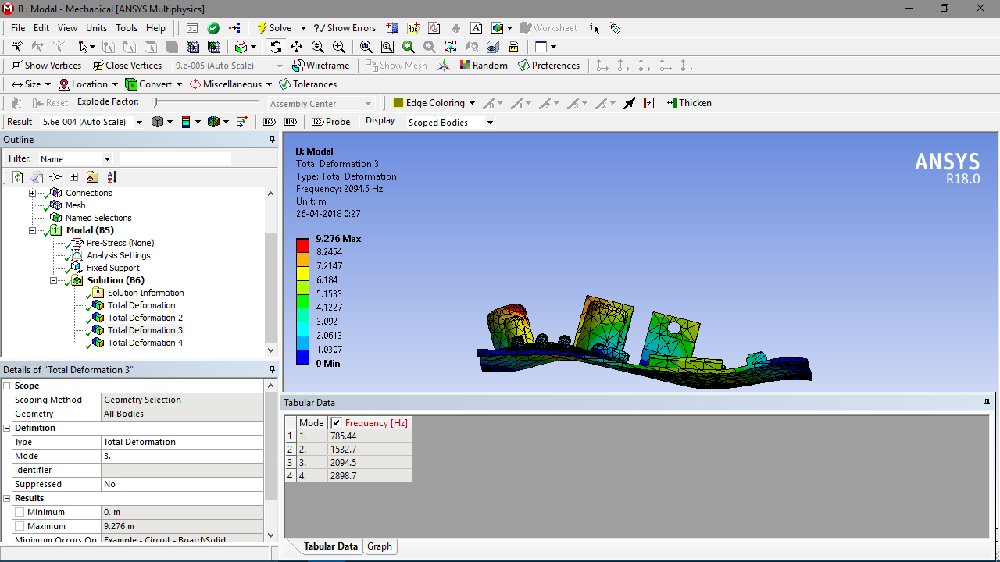 B : Modal - Mechanical [ANSYS Multiphysics]
File Edit View Units Tools Help Solve ?/ Show Errors Worksheet
Show Vertices Close Vertices 9.e-005 (Auto Scale) Wireframe Show Mesh Random Preferences
Size Location Convert Miscellaneous Tolerances
Reset Explode Factor: Assembly Center Edge Coloring Thicken
Result 5.6e-004 (Auto Scale) MAX MIN 123 Probe Display Scoped Bodies
Outline
Filter: Name
Connections
Mesh
Named Selections
Modal (B5)
Pre-Stress (None)
Analysis Settings
Fixed Support
Solution (B6)
Solution Information
Total Deformation
Total Deformation 2
Total Deformation 3
Total Deformation 4
Details of "Total Deformation 3"
Scope
Scoping Method Geometry Selection
Geometry All Bodies
Definition
Type Total Deformation
Mode 3.
Identifier
Suppressed No
Results
Minimum 0. m
Maximum 9.276 m
Minimum Occurs On Example - Circuit - Board\Solid
B: Modal
Total Deformation 3
Type: Total Deformation
Frequency: 2094.5 Hz
Unit: m
26-04-2018 0:27
9.276 Max
8.2454
7.2147
6.184
5.1533
4.1227
3.092
2.0613
1.0307
0 Min
ANSYS
R18.0
Tabular Data
Mode Frequency [Hz]
1 1. 785.44
2 2. 1532.7
3 3. 2094.5
4 4. 2898.7
Tabular Data Graph